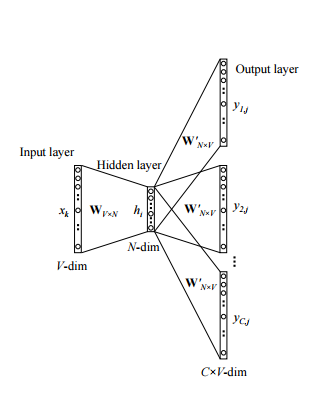 Output layer
y1,j
W'N×V
Input layer
Hidden layer
xk
WV×N
hi
W'N×V
y2,j
N-dim
V-dim
W'N×V
yC,j
C×V-dim